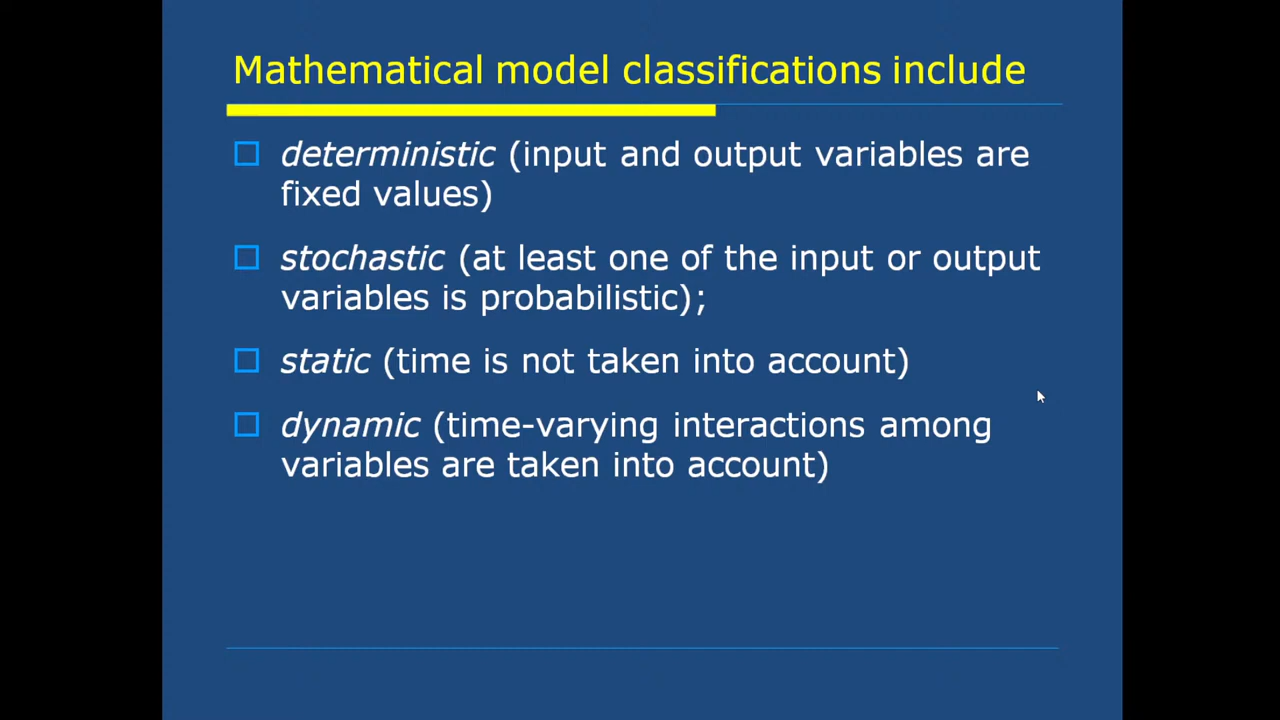 Mathematical model classifications include
deterministic (input and output variables are
fixed values)
stochastic (at least one of the input or output
variables is probabilistic);
static (time is not taken into account)
dynamic (time-varying interactions among
variables are taken into account)